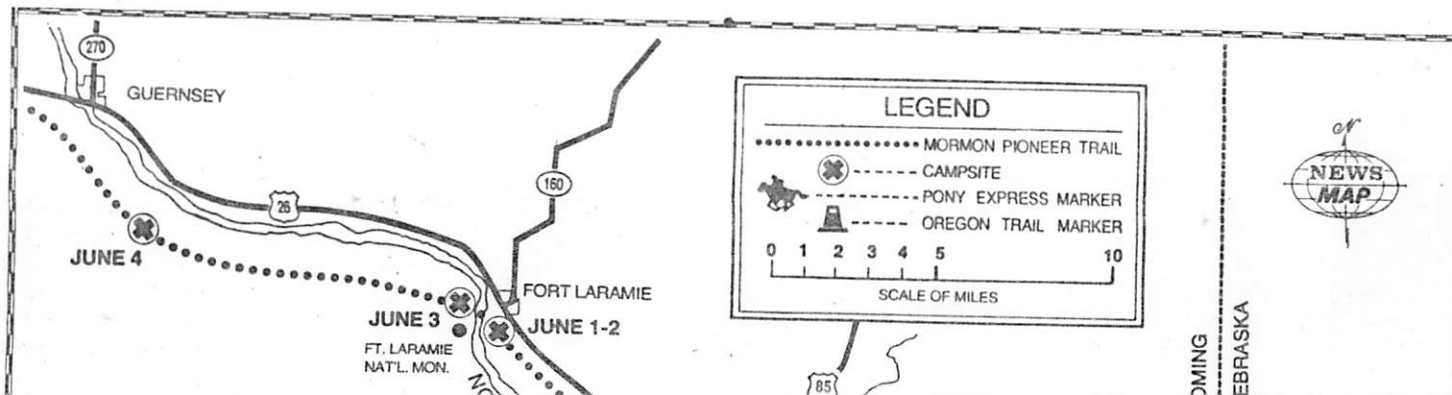 270
GUERNSEY
LEGEND
MORMON PIONEER TRAIL
CAMPSITE
PONY EXPRESS MARKER
OREGON TRAIL MARKER
0 1 2 3 4 5 10
SCALE OF MILES
N
NEWS
MAP
160
26
JUNE 4
FORT LARAMIE
JUNE 3
JUNE 1-2
FT. LARAMIE
NAT'L. MON.
NO
85
OMING
EBRASKA